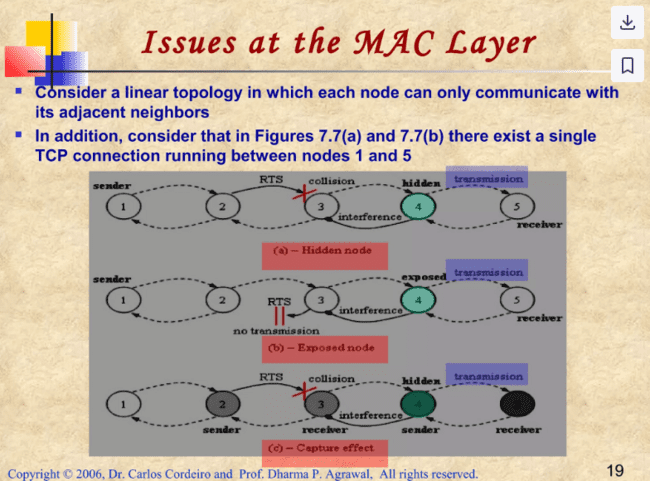 Issues at the MAC Layer
Consider a linear topology in which each node can only communicate with
its adjacent neighbors
In addition, consider that in Figures 7.7(a) and 7.7(b) there exist a single
TCP connection running between nodes 1 and 5
sender RTS collision hidden transmission
1 2 3 4 5
interference
receiver
(a) – Hidden node
sender exposed transmission
1 2 RTS 3 4 5
interference
no transmission receiver
(b) – Exposed node
RTS collision hidden transmission
1 2 3 4
interference
sender receiver sender receiver
(c) – Capture effect
Copyright © 2006, Dr. Carlos Cordeiro and Prof. Dharma P. Agrawal, All rights reserved. 19